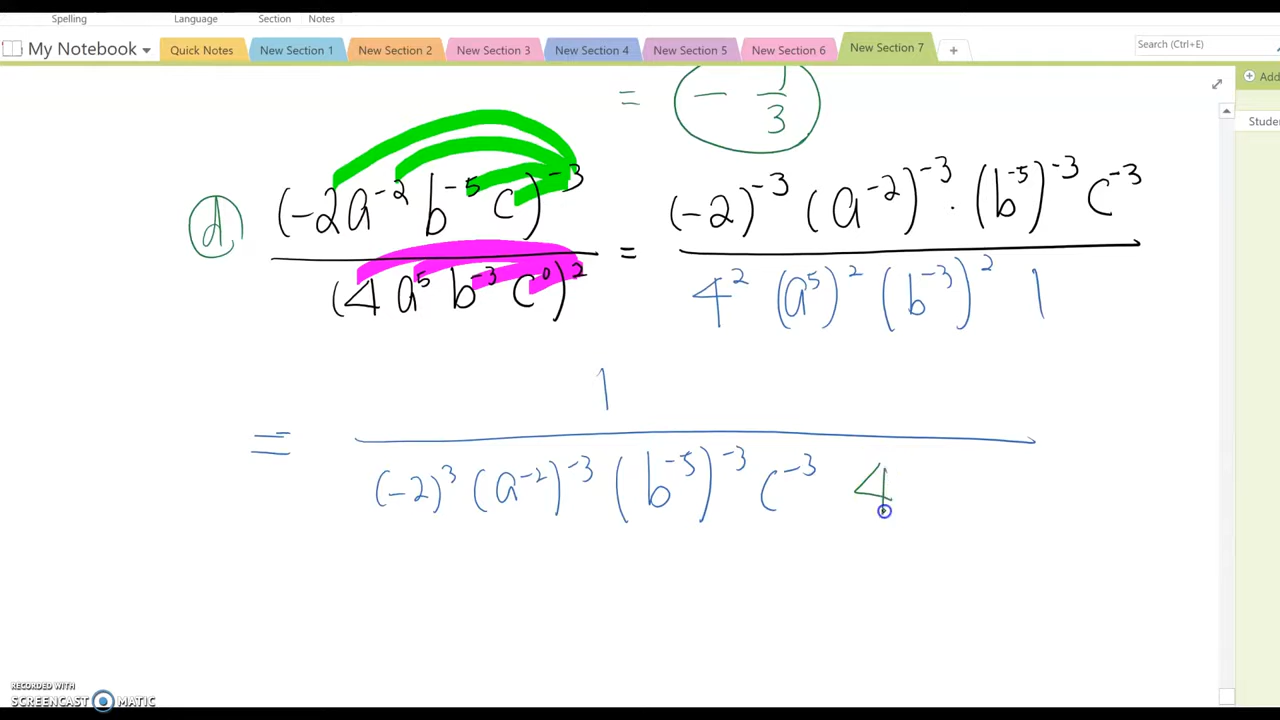 Spelling Language Section Notes
My Notebook Quick Notes New Section 1 New Section 2 New Section 3 New Section 4 New Section 5 New Section 6 New Section 7 + Search (Ctrl+E)
Add
Stude
= - 1/3
d (-2a^-2 b^-5 c)^-3 / (4a^5 b^-3 c^0)^2 = (-2)^-3 (a^-2)^-3 · (b^-5)^-3 c^-3 / 4^2 (a^5)^2 (b^-3)^2 1
= 1 / (-2)^3 (a^-2)^-3 (b^-5)^-3 c^-3 4
RECORDED WITH
SCREENCAST MATIC